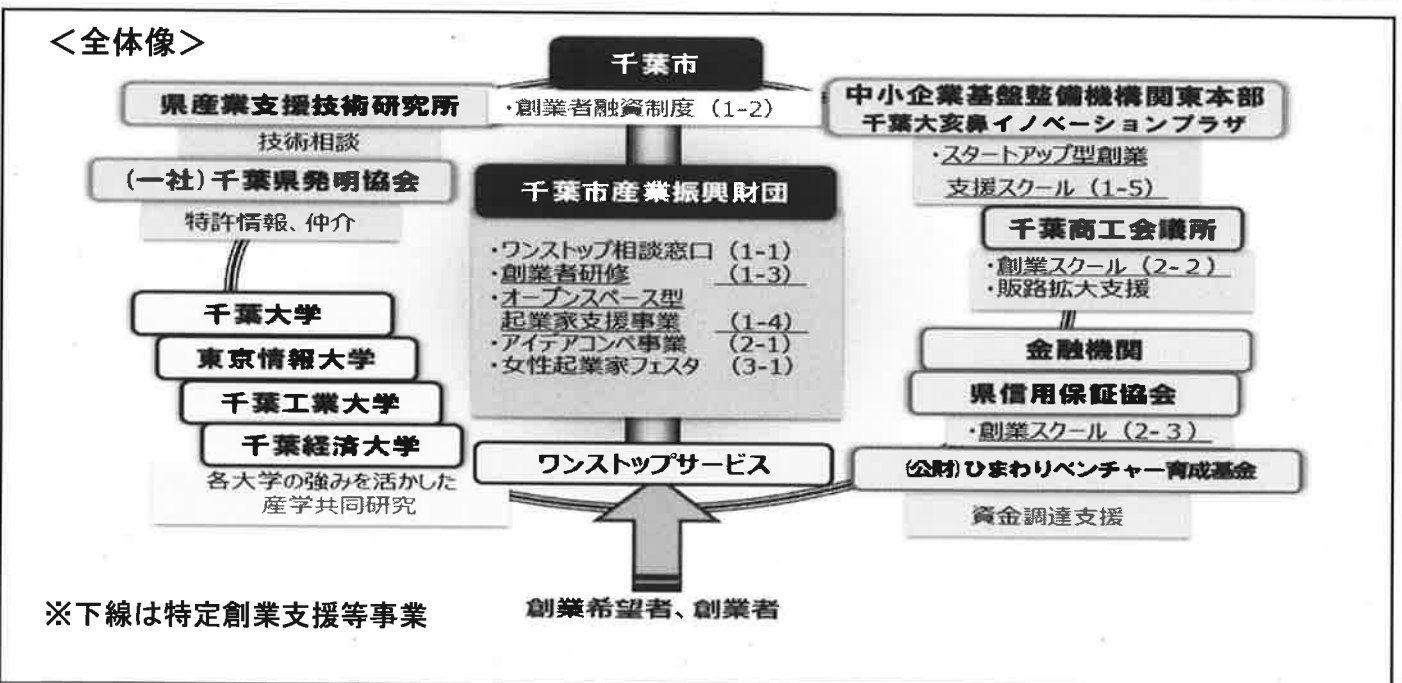 ＜全体像＞
千葉市
・創業者融資制度（1-2）
県産業支援技術研究所
技術相談
(一社)千葉県発明協会
特許情報、仲介
千葉大学
東京情報大学
千葉工業大学
千葉経済大学
各大学の強みを活かした
産学共同研究
千葉市産業振興財団
・ワンストップ相談窓口（1-1）
・創業者研修（1-3）
・オープンスペース型
起業家支援事業（1-4）
・アイデアコンペ事業（2-1）
・女性起業家フェスタ（3-1）
ワンストップサービス
中小企業基盤整備機構関東本部
千葉大亥鼻イノベーションプラザ
・スタートアップ型創業
支援スクール（1-5）
千葉商工会議所
・創業スクール（2-2）
・販路拡大支援
金融機関
県信用保証協会
・創業スクール（2-3）
(公財)ひまわりベンチャー育成基金
資金調達支援
創業希望者、創業者
※下線は特定創業支援等事業